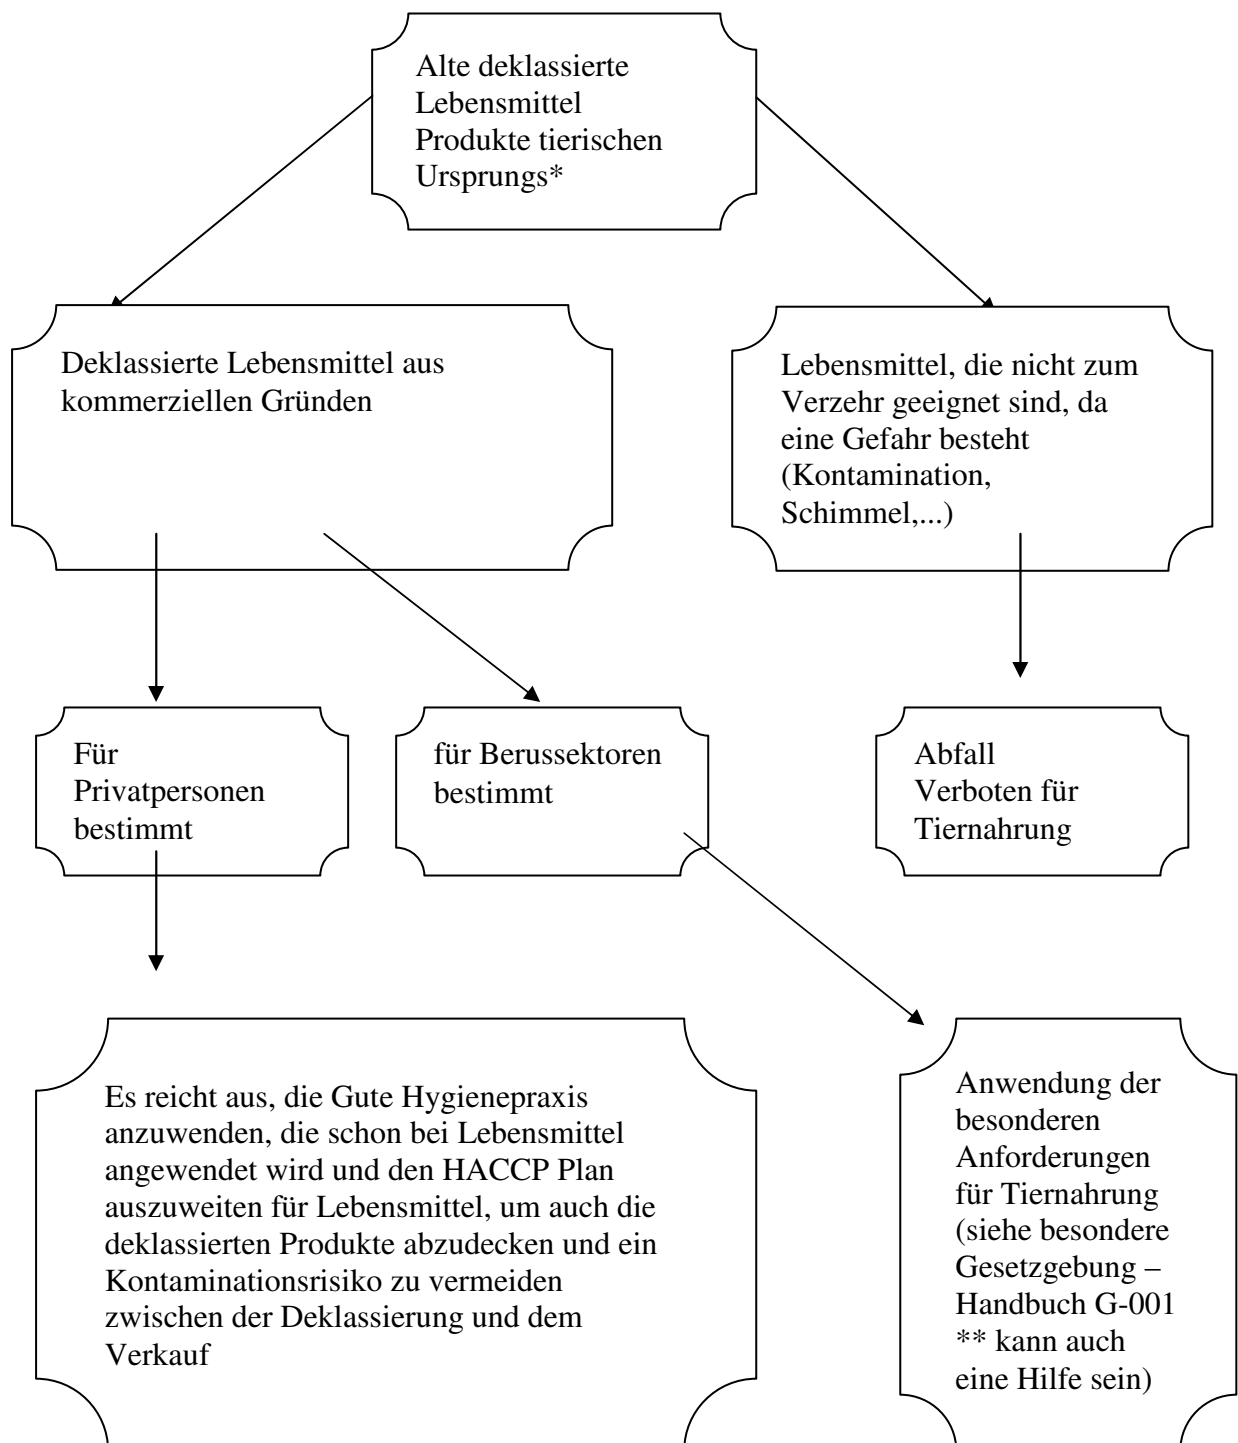 Alte deklassierte
Lebensmittel
Produkte tierischen
Ursprungs*
Deklassierte Lebensmittel aus
kommerziellen Gründen
Lebensmittel, die nicht zum
Verzehr geeignet sind, da
eine Gefahr besteht
(Kontamination,
Schimmel,...)
Für
Privatpersonen
bestimmt
für Berussektoren
bestimmt
Abfall
Verboten für
Tiernahrung
Es reicht aus, die Gute Hygienepraxis
anzuwenden, die schon bei Lebensmittel
angewendet wird und den HACCP Plan
auszuweiten für Lebensmittel, um auch die
deklassierten Produkte abzudecken und ein
Kontaminationsrisiko zu vermeiden
zwischen der Deklassierung und dem
Verkauf
Anwendung der
besonderen
Anforderungen
für Tiernahrung
(siehe besondere
Gesetzgebung –
Handbuch G-001
** kann auch
eine Hilfe sein)